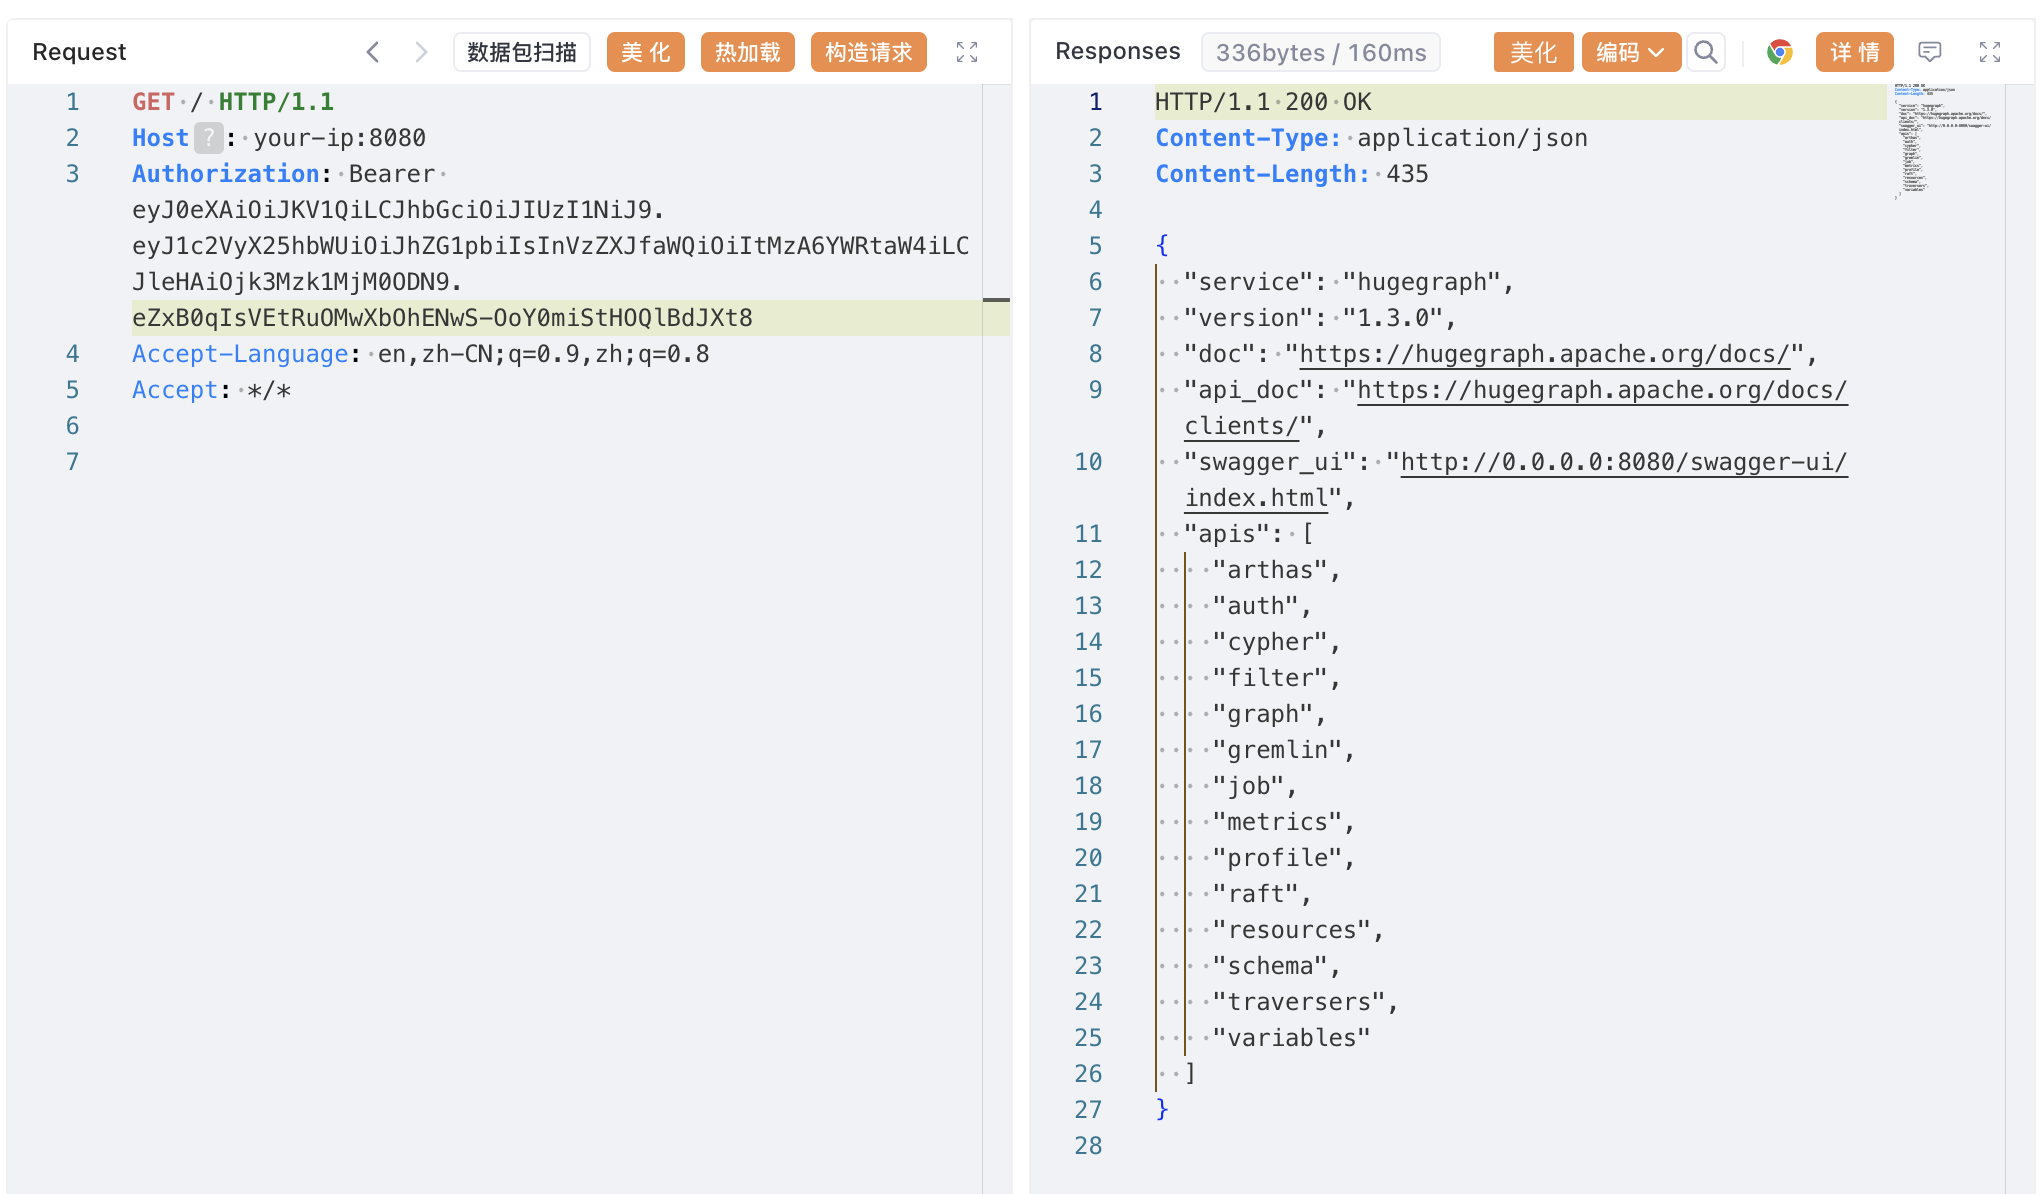 Request
数据包扫描
美 化
热加载
构造请求
1 GET / HTTP/1.1
2 Host ? : your-ip:8080
3 Authorization: Bearer
eyJ0eXAiOiJKV1QiLCJhbGciOiJIUzI1NiJ9.
eyJ1c2VyX25hbWUiOiJhZG1pbiIsInVzZXJfaWQiOiItMzA6YWRtaW4iLC
JleHAiOjk3Mzk1MjM0ODN9.
eZxB0qIsVEtRuOMwXbOhENwS-OoY0miStHOQlBdJXt8
4 Accept-Language: en,zh-CN;q=0.9,zh;q=0.8
5 Accept: */*
6
7
Responses
336bytes / 160ms
美化
编码
详 情
1 HTTP/1.1 200 OK
2 Content-Type: application/json
3 Content-Length: 435
4
5 {
6 "service": "hugegraph",
7 "version": "1.3.0",
8 "doc": "https://hugegraph.apache.org/docs/",
9 "api_doc": "https://hugegraph.apache.org/docs/
clients/",
10 "swagger_ui": "http://0.0.0.0:8080/swagger-ui/
index.html",
11 "apis": [
12 "arthas",
13 "auth",
14 "cypher",
15 "filter",
16 "graph",
17 "gremlin",
18 "job",
19 "metrics",
20 "profile",
21 "raft",
22 "resources",
23 "schema",
24 "traversers",
25 "variables"
26 ]
27 }
28